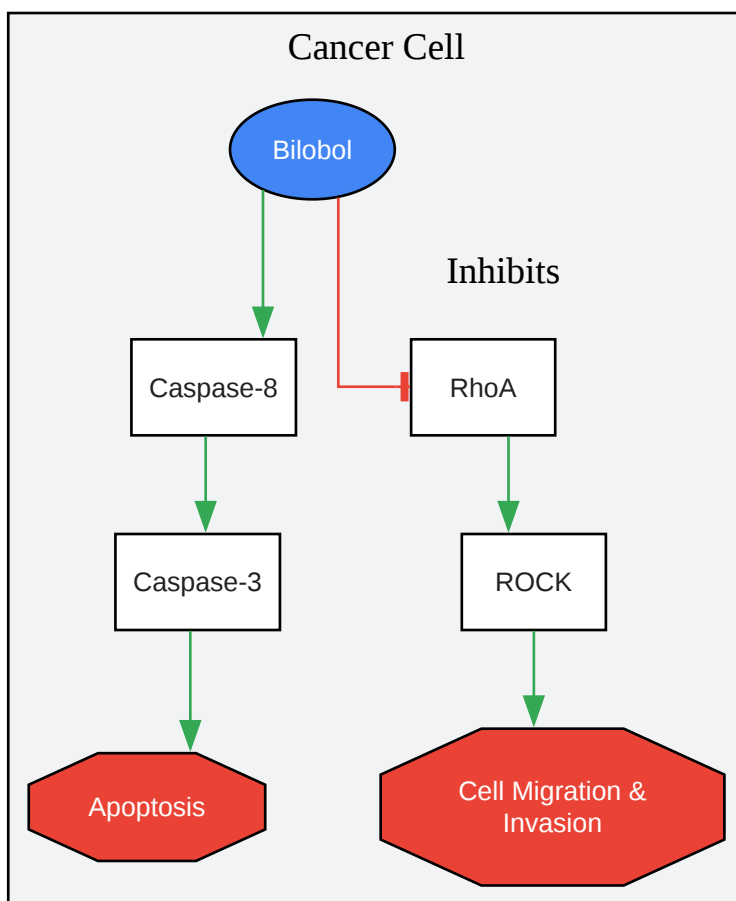 Cancer Cell
Bilobol
Inhibits
Caspase-8
RhoA
Caspase-3
ROCK
Apoptosis
Cell Migration &
Invasion